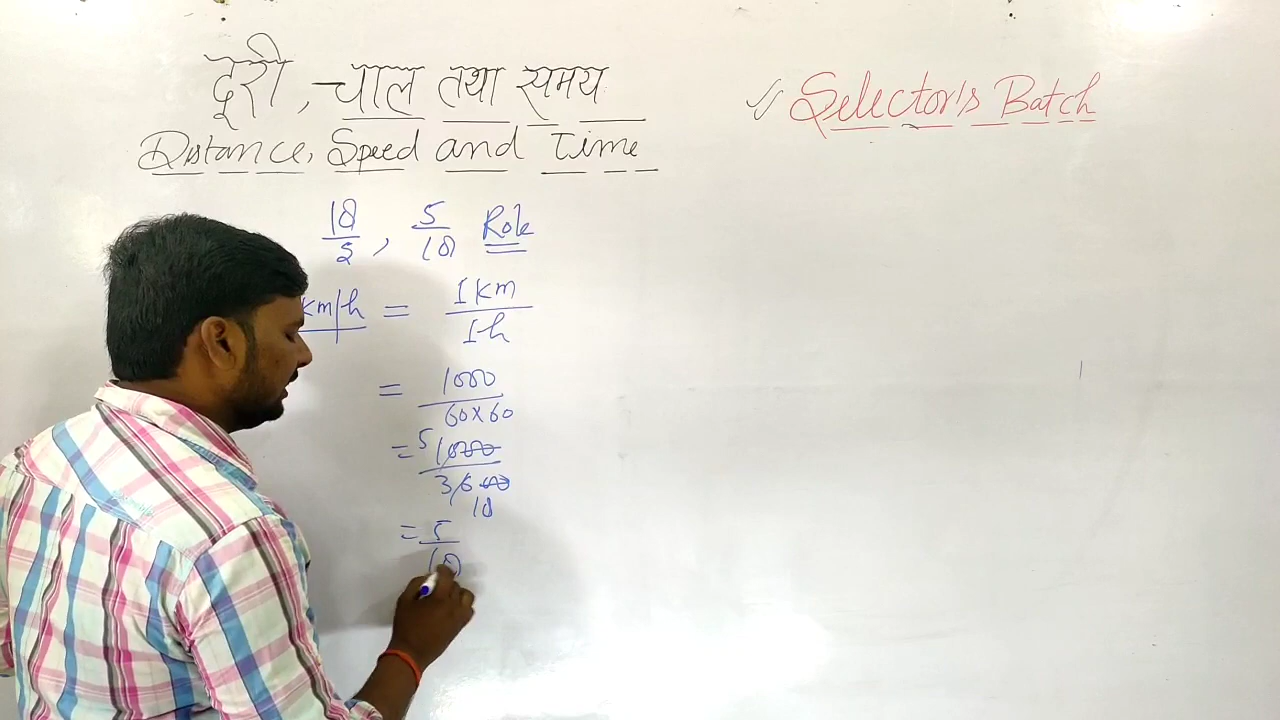 दूरी, चाल तथा समय
Distance, Speed and Time
Selector's Batch
18/5, 5/18 Role
km/h = 1km/1h
= 1000/60×60
= 5 1000/3600 18
= 5/18